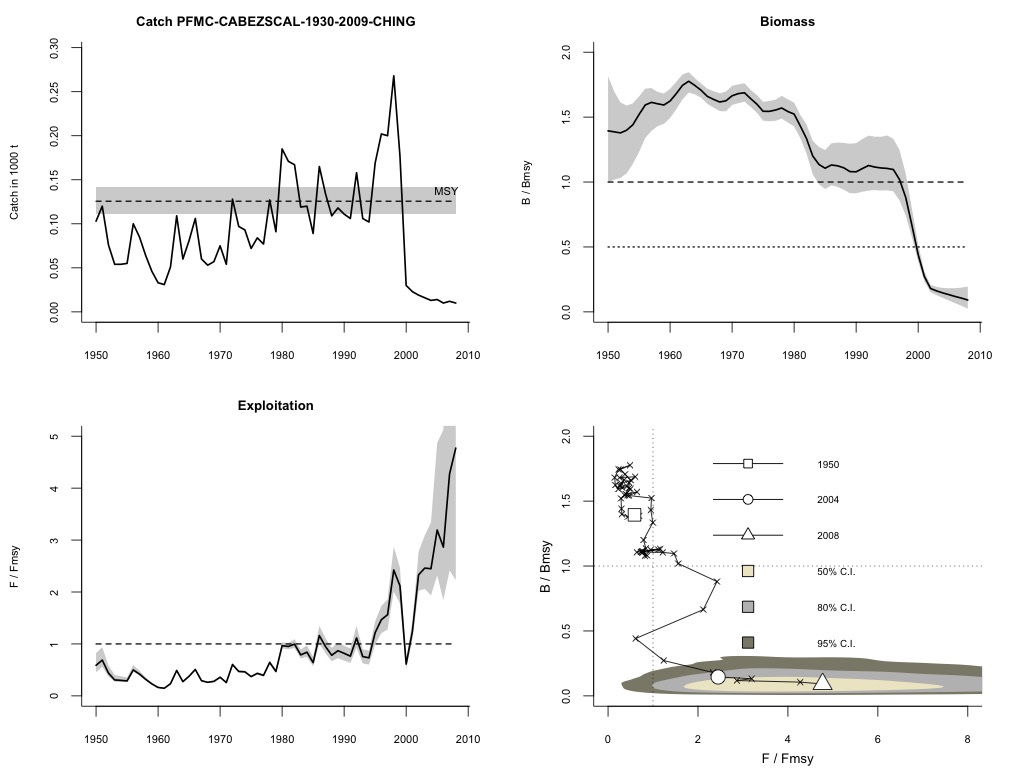 Catch PFMC-CABEZSCAL-1930-2009-CHING
Catch in 1000 t
0.00 0.05 0.10 0.15 0.20 0.25 0.30
MSY
1950 1960 1970 1980 1990 2000 2010
Biomass
B / Bmsy
0.0 0.5 1.0 1.5 2.0
1950 1960 1970 1980 1990 2000 2010
Exploitation
F / Fmsy
0 1 2 3 4 5
1950 1960 1970 1980 1990 2000 2010
B / Bmsy
0.0 0.5 1.0 1.5 2.0
1950
2004
2008
50% C.I.
80% C.I.
95% C.I.
0 2 4 6 8
F / Fmsy